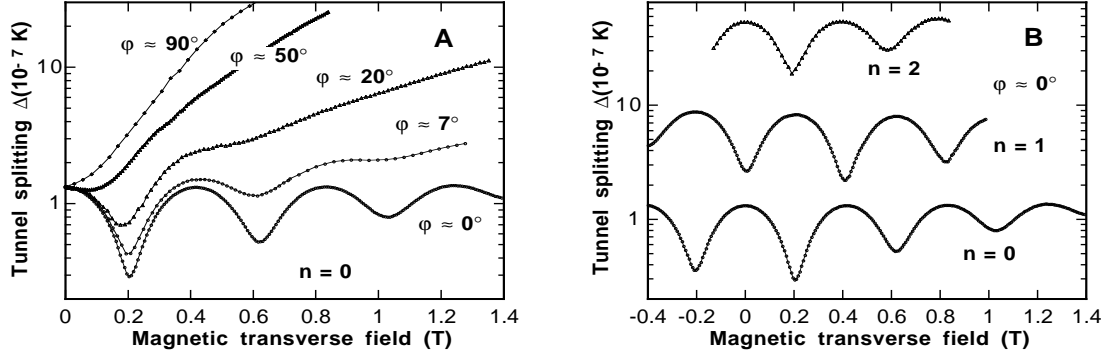 A
φ ≈ 90°
φ ≈ 50°
φ ≈ 20°
φ ≈ 7°
φ ≈ 0°
n = 0
Tunnel splitting Δ(10⁻⁷ K)
10
1
0 0.2 0.4 0.6 0.8 1 1.2 1.4
Magnetic transverse field (T)
B
n = 2
φ ≈ 0°
n = 1
n = 0
Tunnel splitting Δ(10⁻⁷ K)
10
1
-0.4 -0.2 0 0.2 0.4 0.6 0.8 1 1.2 1.4
Magnetic transverse field (T)